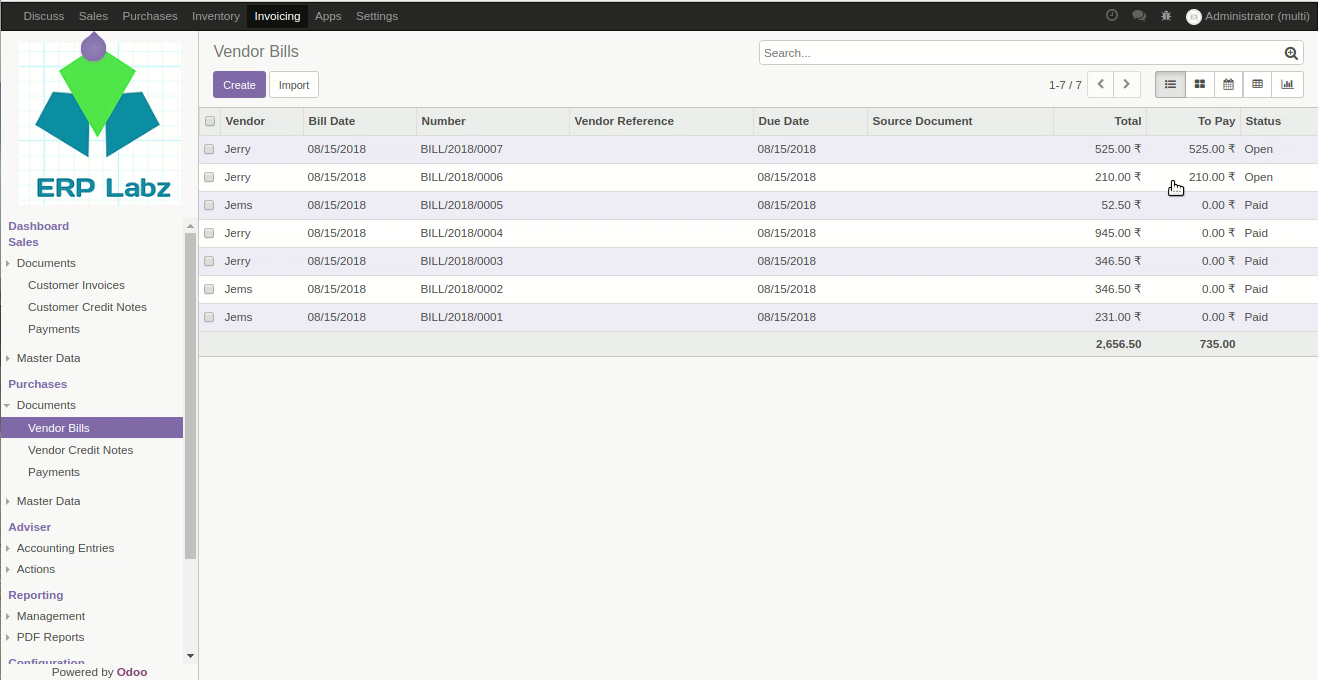 Discuss Sales Purchases Inventory Invoicing Apps Settings Administrator (multi)
ERP Labz
Dashboard
Sales
Documents
Customer Invoices
Customer Credit Notes
Payments
Master Data
Purchases
Documents
Vendor Bills
Vendor Credit Notes
Payments
Master Data
Adviser
Accounting Entries
Actions
Reporting
Management
PDF Reports
Configuration
Powered by Odoo
Vendor Bills
Search...
Create Import 1-7 / 7
Vendor Bill Date Number Vendor Reference Due Date Source Document Total To Pay Status
Jerry 08/15/2018 BILL/2018/0007 08/15/2018 525.00 ₹ 525.00 ₹ Open
Jerry 08/15/2018 BILL/2018/0006 08/15/2018 210.00 ₹ 210.00 ₹ Open
Jems 08/15/2018 BILL/2018/0005 08/15/2018 52.50 ₹ 0.00 ₹ Paid
Jerry 08/15/2018 BILL/2018/0004 08/15/2018 945.00 ₹ 0.00 ₹ Paid
Jerry 08/15/2018 BILL/2018/0003 08/15/2018 346.50 ₹ 0.00 ₹ Paid
Jems 08/15/2018 BILL/2018/0002 08/15/2018 346.50 ₹ 0.00 ₹ Paid
Jems 08/15/2018 BILL/2018/0001 08/15/2018 231.00 ₹ 0.00 ₹ Paid
2,656.50 735.00